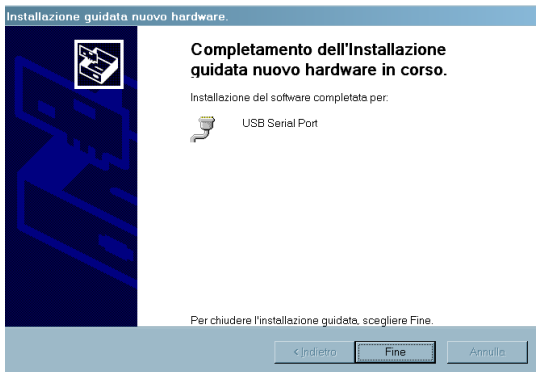 Installazione guidata nuovo hardware.
Completamento dell'Installazione
guidata nuovo hardware in corso.
Installazione del software completata per:
USB Serial Port
Per chiudere l'installazione guidata, scegliere Fine.
< Indietro Fine Annulla